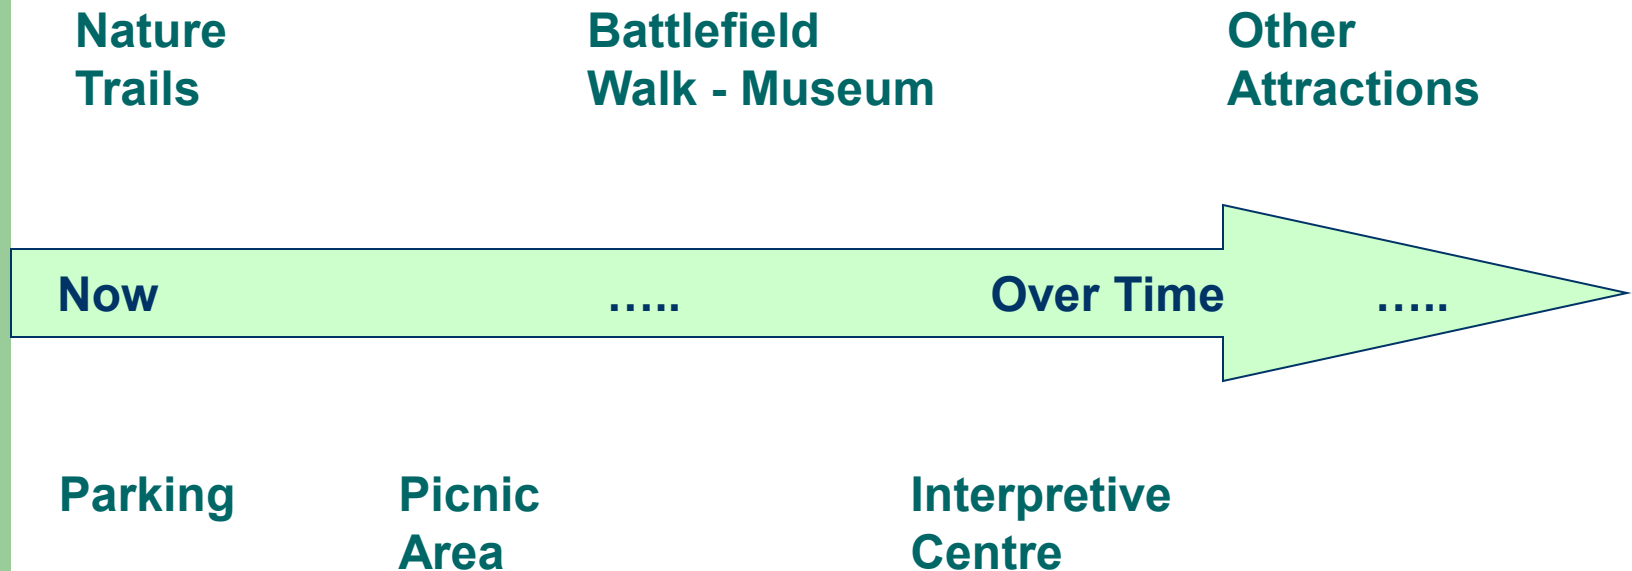 Nature
Trails
Battlefield
Walk - Museum
Other
Attractions
Now ..... Over Time .....
Parking
Picnic
Area
Interpretive
Centre